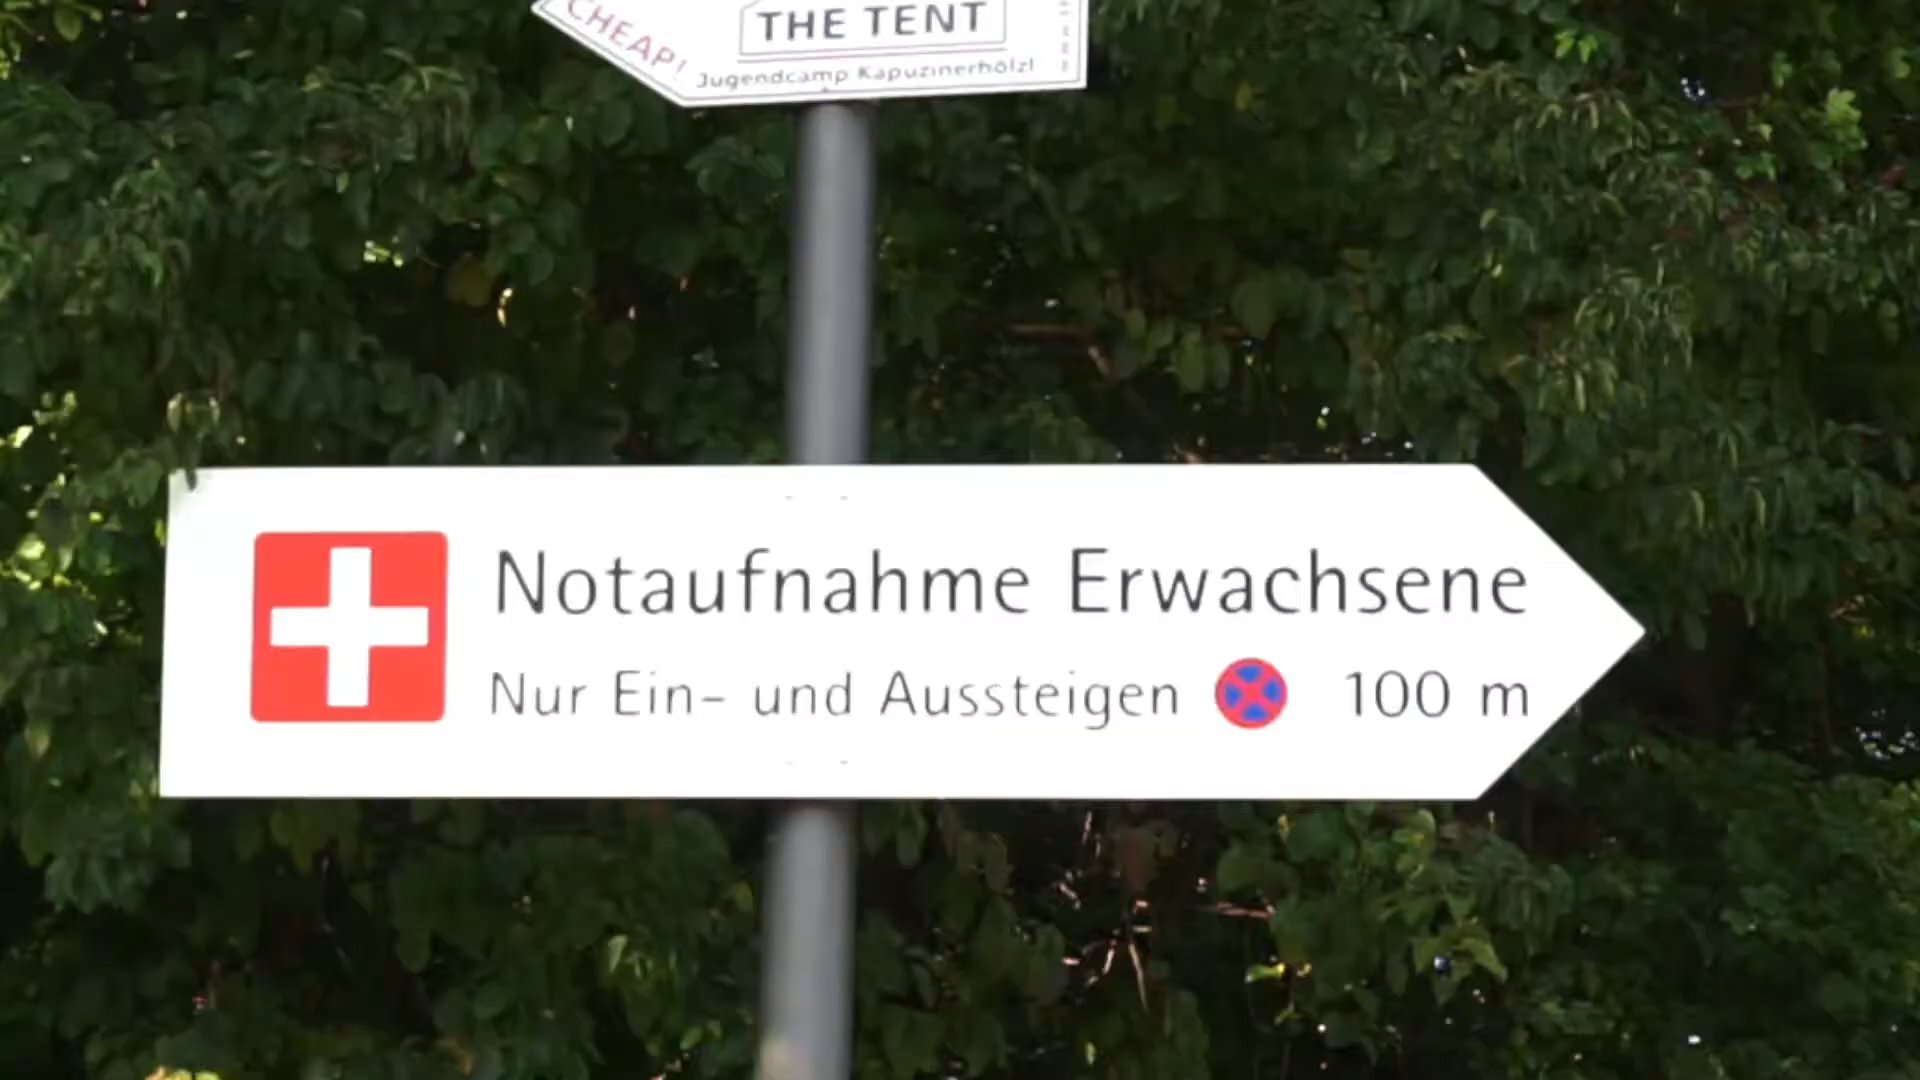 CHEAP!
THE TENT
Jugendcamp Kapuzinerhölzl
Notaufnahme Erwachsene
Nur Ein- und Aussteigen 100 m